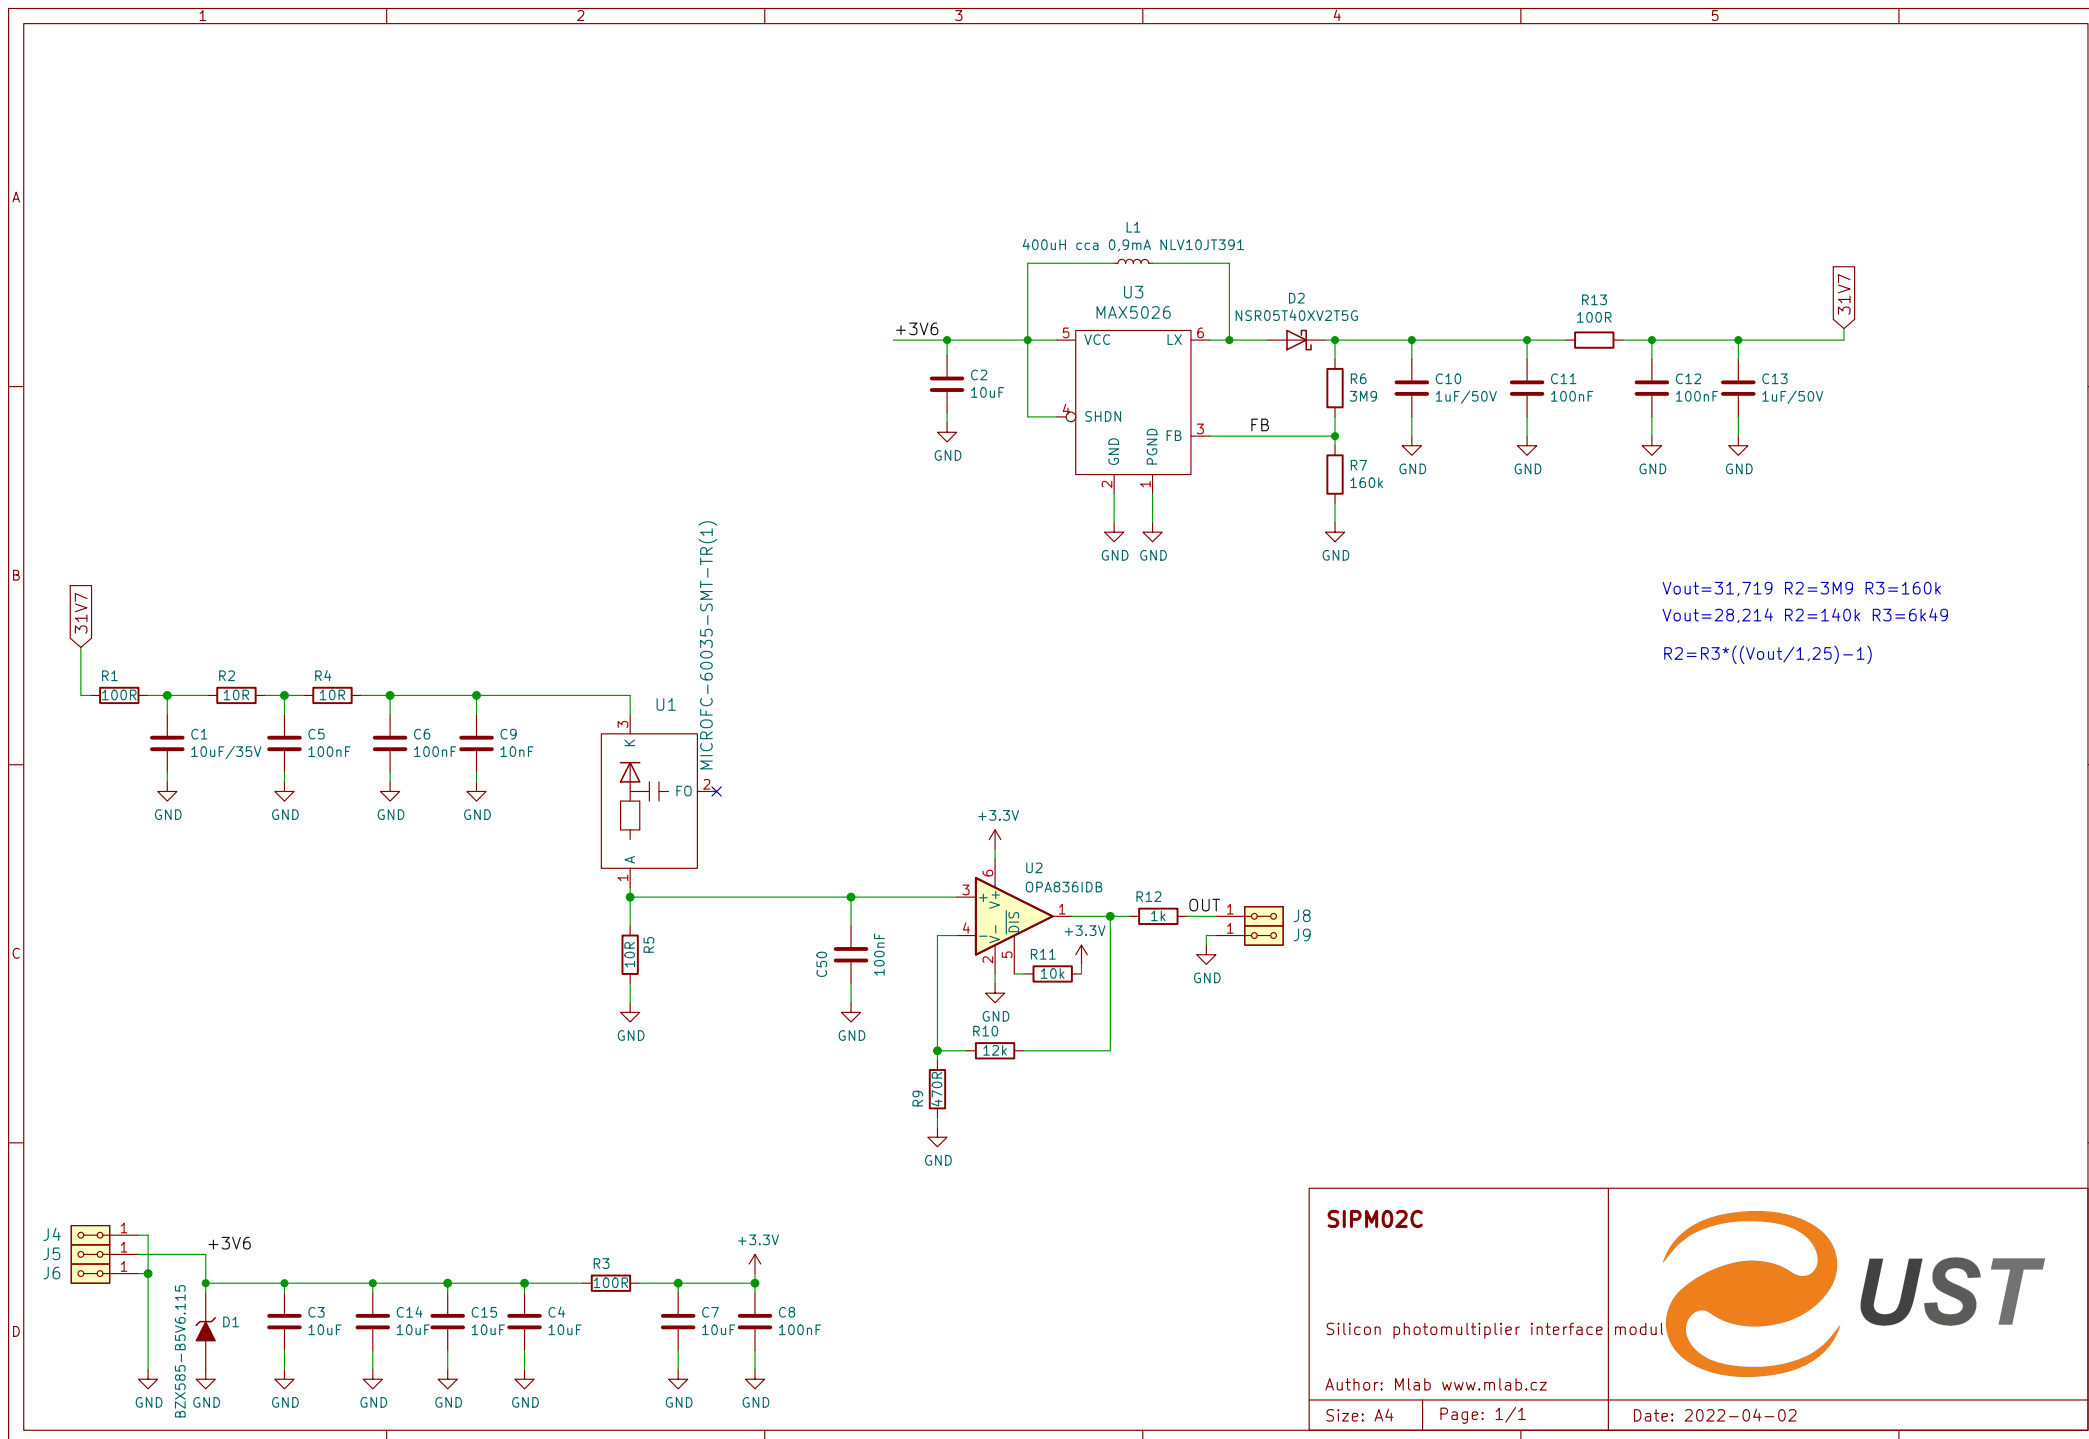 1 2 3 4 5
A
B
C
D
L1
400uH cca 0,9mA NLV10JT391
U3
MAX5026
+3V6
5
VCC
LX
6
4
SHDN
FB
3
GND
PGND
2
1
GND
GND
C2
10uF
GND
D2
NSR05T40XV2T5G
R6
3M9
FB
R7
160k
GND
C10
1uF/50V
GND
C11
100nF
GND
R13
100R
C12
100nF
GND
C13
1uF/50V
GND
31V7
Vout=31,719 R2=3M9 R3=160k
Vout=28,214 R2=140k R3=6k49
R2=R3*((Vout/1,25)-1)
31V7
R1
100R
R2
10R
R4
10R
C1
10uF/35V
GND
C5
100nF
GND
C6
100nF
GND
C9
10nF
GND
U1
MICROFC-60035-SMT-TR(1)
3
K
FO
2
A
1
R5
10R
GND
C50
100nF
GND
+3.3V
U2
OPA836IDB
6
3
+
V+
4
-
V-
DIS
1
2
5
GND
+3.3V
R11
10k
R10
12k
R9
470R
GND
R12
1k
OUT
1
J8
1
J9
GND
J4
1
J5
1
J6
1
GND
+3V6
BZX585-B5V6.115
D1
GND
C3
10uF
GND
C14
10uF
GND
C15
10uF
GND
C4
10uF
GND
R3
100R
C7
10uF
GND
+3.3V
C8
100nF
GND
SIPM02C
Silicon photomultiplier interface modul
Author: Mlab www.mlab.cz
Size: A4
Page: 1/1
Date: 2022-04-02
UST